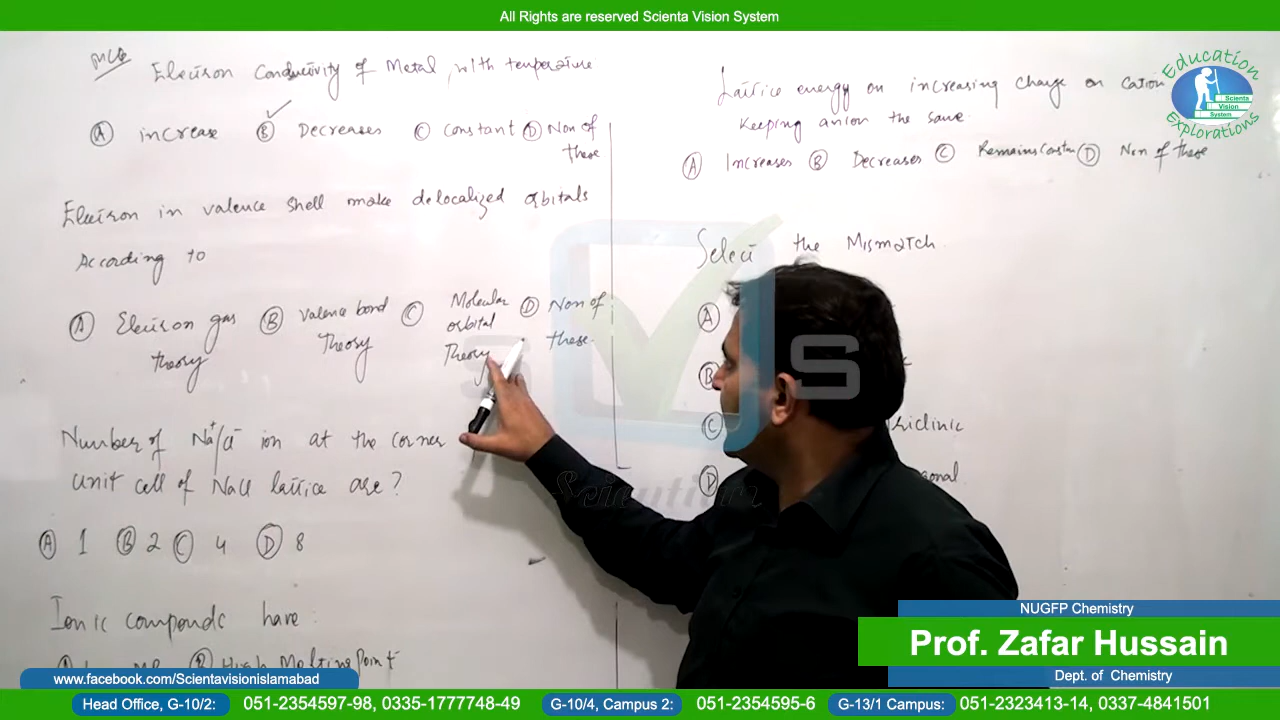 All Rights are reserved Scienta Vision System
MCQ
Electron Conductivity of Metal, with temperature
A increase B Decreases C Constant D Non of these
Electron in valence shell make delocalized orbitals
According to
A Electron gas theory B Valence bond Theory C Molecular orbital Theory D Non of these.
Number of Na+/Cl- ion at the corner
unit cell of NaCl lattice are?
A 1 B 2 C 4 D 8
Ionic compounds have:
B High Melting Point
Lattice energy on increasing charge on cation
Keeping anion the same
A Increases B Decreases C Remains D Non of these
Select the Mismatch
A
B
C riclinic
D gonal
Education
Scienta
Vision
System
Explorations
S
S
NUGFP Chemistry
Prof. Zafar Hussain
Dept. of Chemistry
www.facebook.com/Scientavisionislamabad
Head Office, G-10/2: 051-2354597-98, 0335-1777748-49 G-10/4, Campus 2: 051-2354595-6 G-13/1 Campus: 051-2323413-14, 0337-4841501